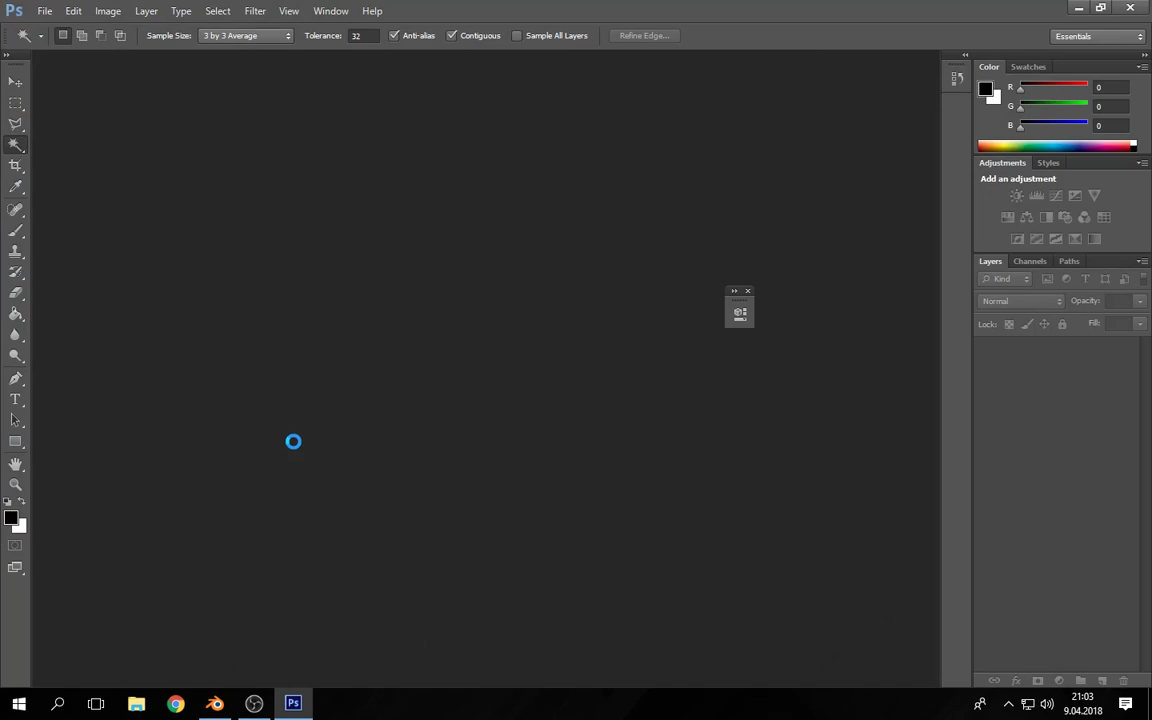 Ps File Edit Image Layer Type Select Filter View Window Help
Sample Size: 3 by 3 Average Tolerance: 32 Anti-alias Contiguous Sample All Layers Refine Edge... Essentials
Color Swatches
R 0
G 0
B 0
Adjustments Styles
Add an adjustment
Layers Channels Paths
Kind T
Normal Opacity:
Lock: Fill:
T
fx
Ps
21:03
9.04.2018